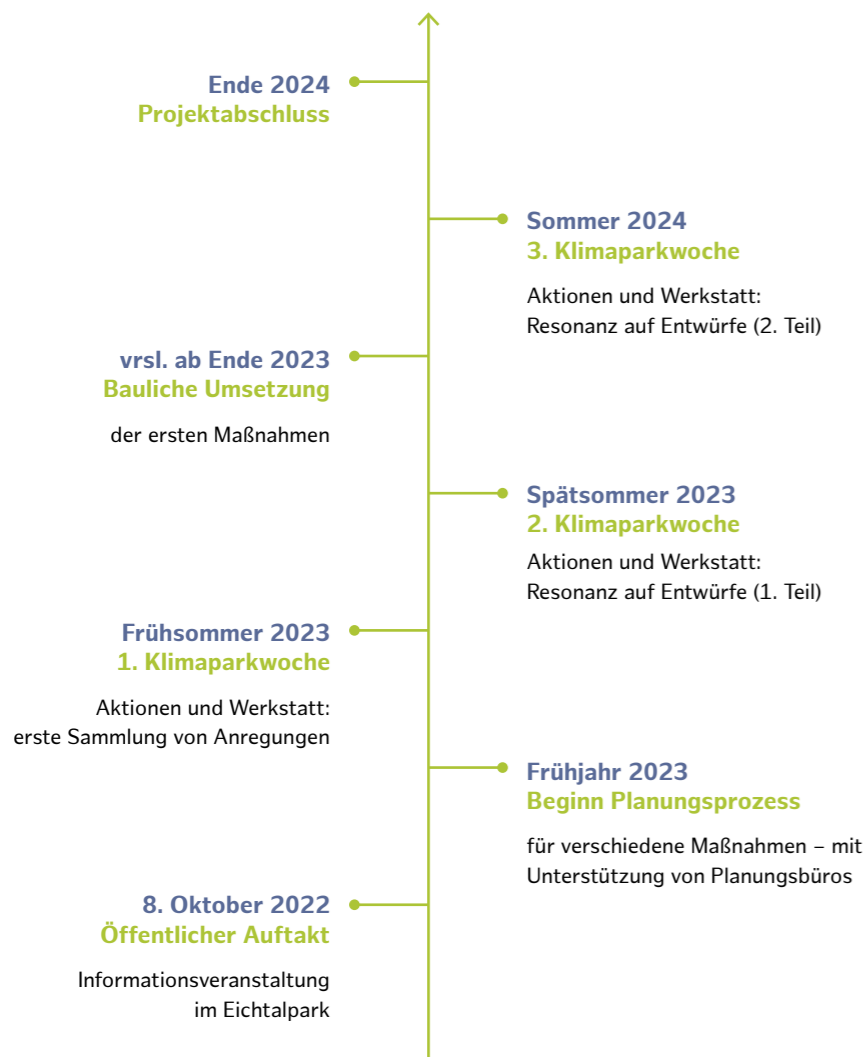 Ende 2024
Projektabschluss
Sommer 2024
3. Klimaparkwoche
Aktionen und Werkstatt:
Resonanz auf Entwürfe (2. Teil)
vrsl. ab Ende 2023
Bauliche Umsetzung
der ersten Maßnahmen
Spätsommer 2023
2. Klimaparkwoche
Aktionen und Werkstatt:
Resonanz auf Entwürfe (1. Teil)
Frühsommer 2023
1. Klimaparkwoche
Aktionen und Werkstatt:
erste Sammlung von Anregungen
Frühjahr 2023
Beginn Planungsprozess
für verschiedene Maßnahmen – mit
Unterstützung von Planungsbüros
8. Oktober 2022
Öffentlicher Auftakt
Informationsveranstaltung
im Eichtalpark